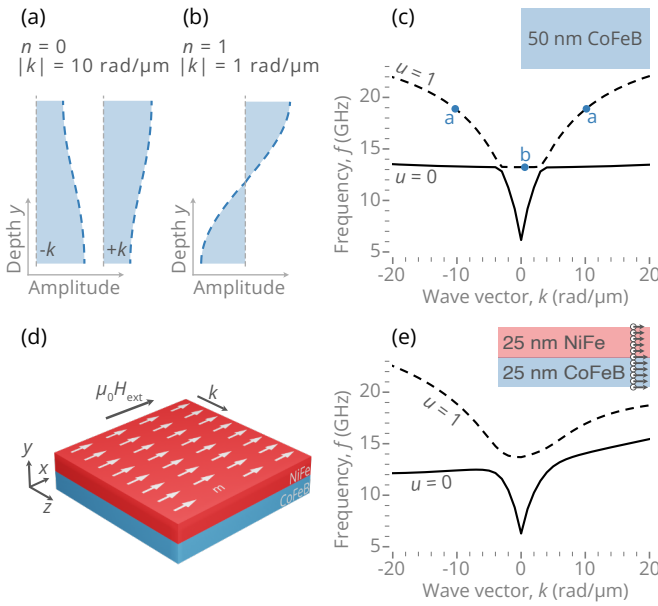 (a)
n = 0
|k| = 10 rad/μm
-k
+k
Depth y
Amplitude
(b)
n = 1
|k| = 1 rad/μm
Depth y
Amplitude
(c)
50 nm CoFeB
u = 1
a
a
b
u = 0
20
15
10
5
Frequency, f (GHz)
-20
-10
0
10
20
Wave vector, k (rad/μm)
(d)
μ0Hext
k
y
x
z
m
NiFe
CoFeB
(e)
25 nm NiFe
25 nm CoFeB
u = 1
u = 0
20
15
10
5
Frequency, f (GHz)
-20
-10
0
10
20
Wave vector, k (rad/μm)